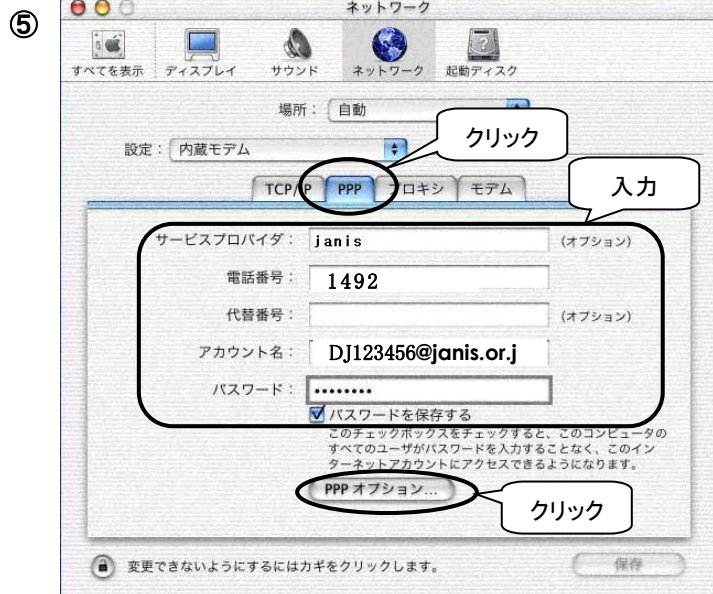 ⑤
ネットワーク
すべてを表示 ディスプレイ サウンド ネットワーク 起動ディスク
場所： 自動
クリック
設定： 内蔵モデム
TCP/IP PPP プロキシ モデム
入力
サービスプロバイダ： janis (オプション)
電話番号： 1492
代替番号： (オプション)
アカウント名： DJ123456@janis.or.j
パスワード： ••••••••
パスワードを保存する
このチェックボックスをチェックすると、このコンピュータの
すべてのユーザがパスワードを入力することなく、このイン
ターネットアカウントにアクセスできるようになります。
PPP オプション...
クリック
変更できないようにするにはカギをクリックします。
保存